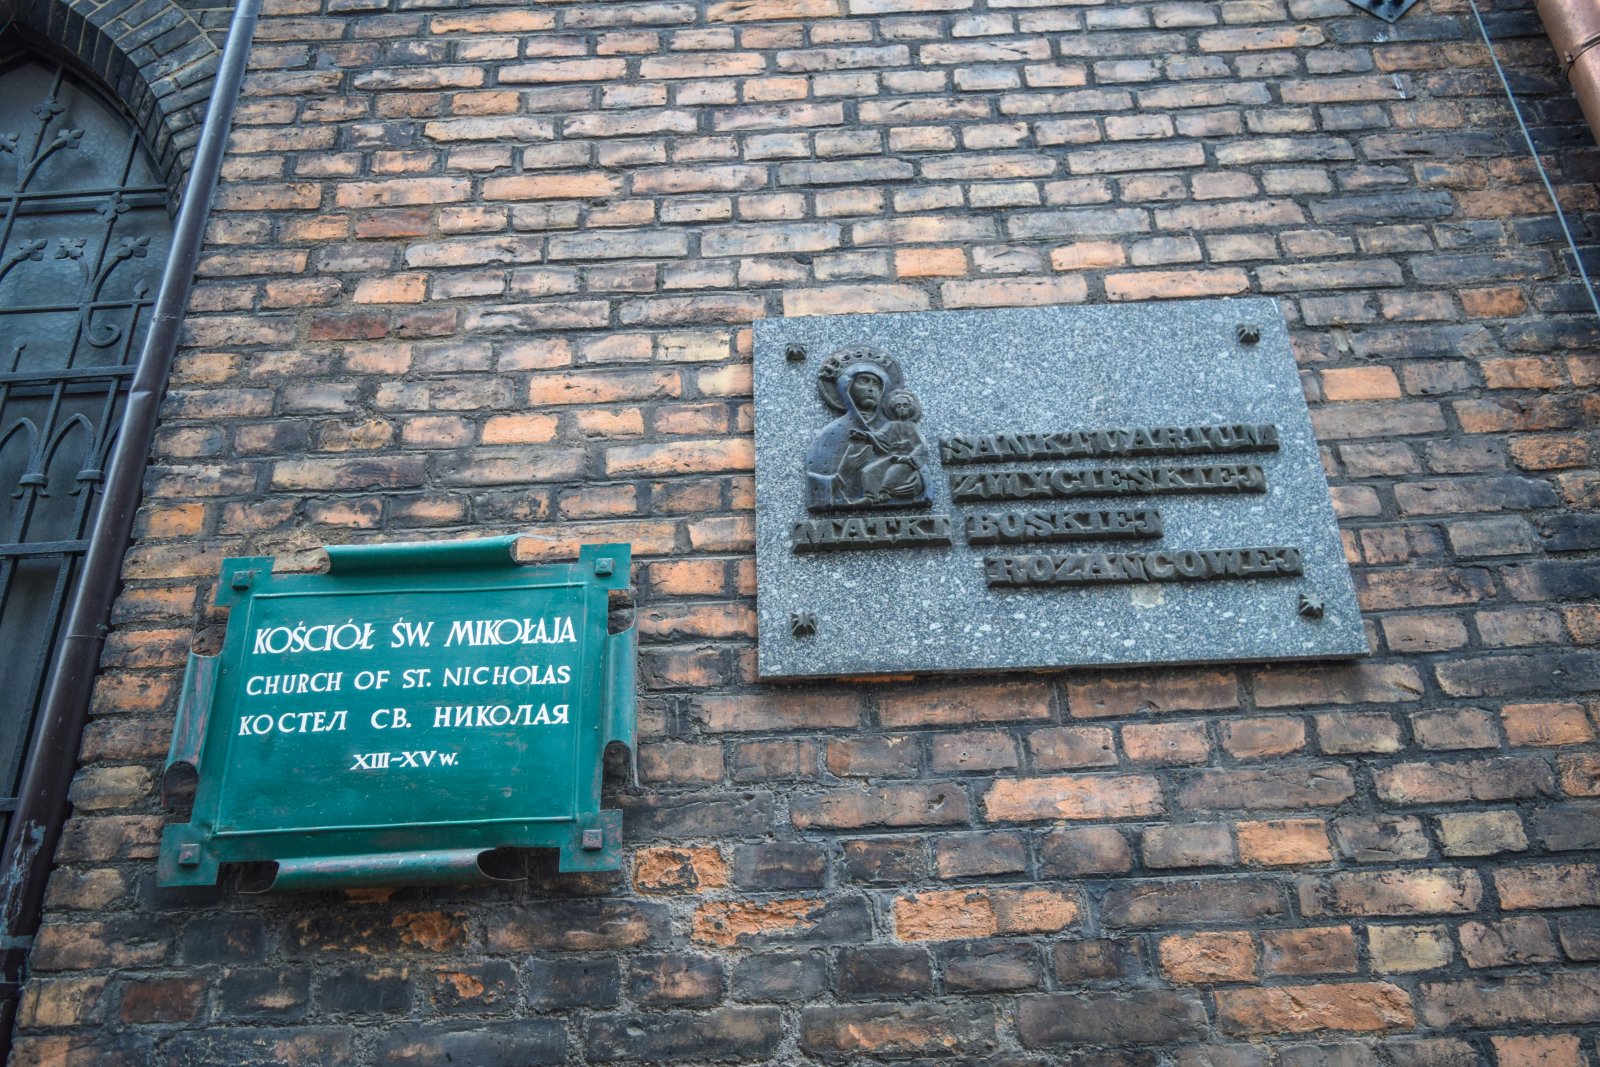 KOŚCIÓŁ ŚW. MIKOŁAJA
CHURCH OF ST. NICHOLAS
КОСТЕЛ СВ. НИКОЛАЯ
XIII-XV w.
SANKTUARIUM
ZWYCIĘSKIEJ
MATKI BOSKIEJ
RÓŻAŃCOWEJ